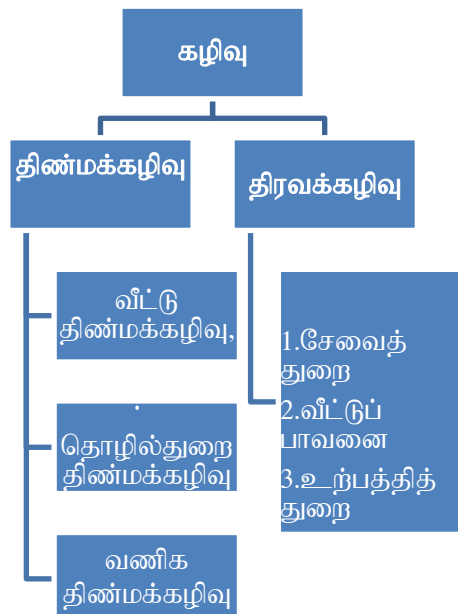 கழிவு
திண்மக்கழிவு
திரவக்கழிவு
வீட்டு
திண்மக்கழிவு,
.
தொழில்துறை
திண்மக்கழிவு
வணிக
திண்மக்கழிவு
1.சேவைத்
துறை
2.வீட்டுப்
பாவனை
3.உற்பத்தித்
துறை